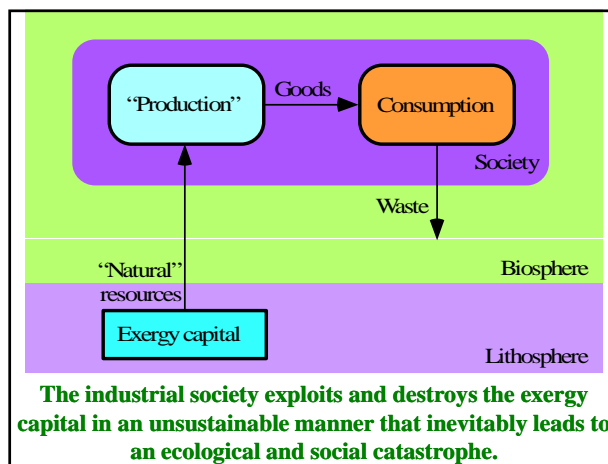 “Production”
Goods
Consumption
Society
Waste
“Natural”
resources
Biosphere
Exergy capital
Lithosphere
The industrial society exploits and destroys the exergy
capital in an unsustainable manner that inevitably leads to
an ecological and social catastrophe.